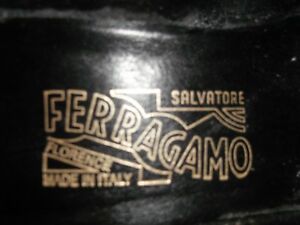 SALVATORE
FERRAGAMO
FLORENCE
MADE IN ITALY